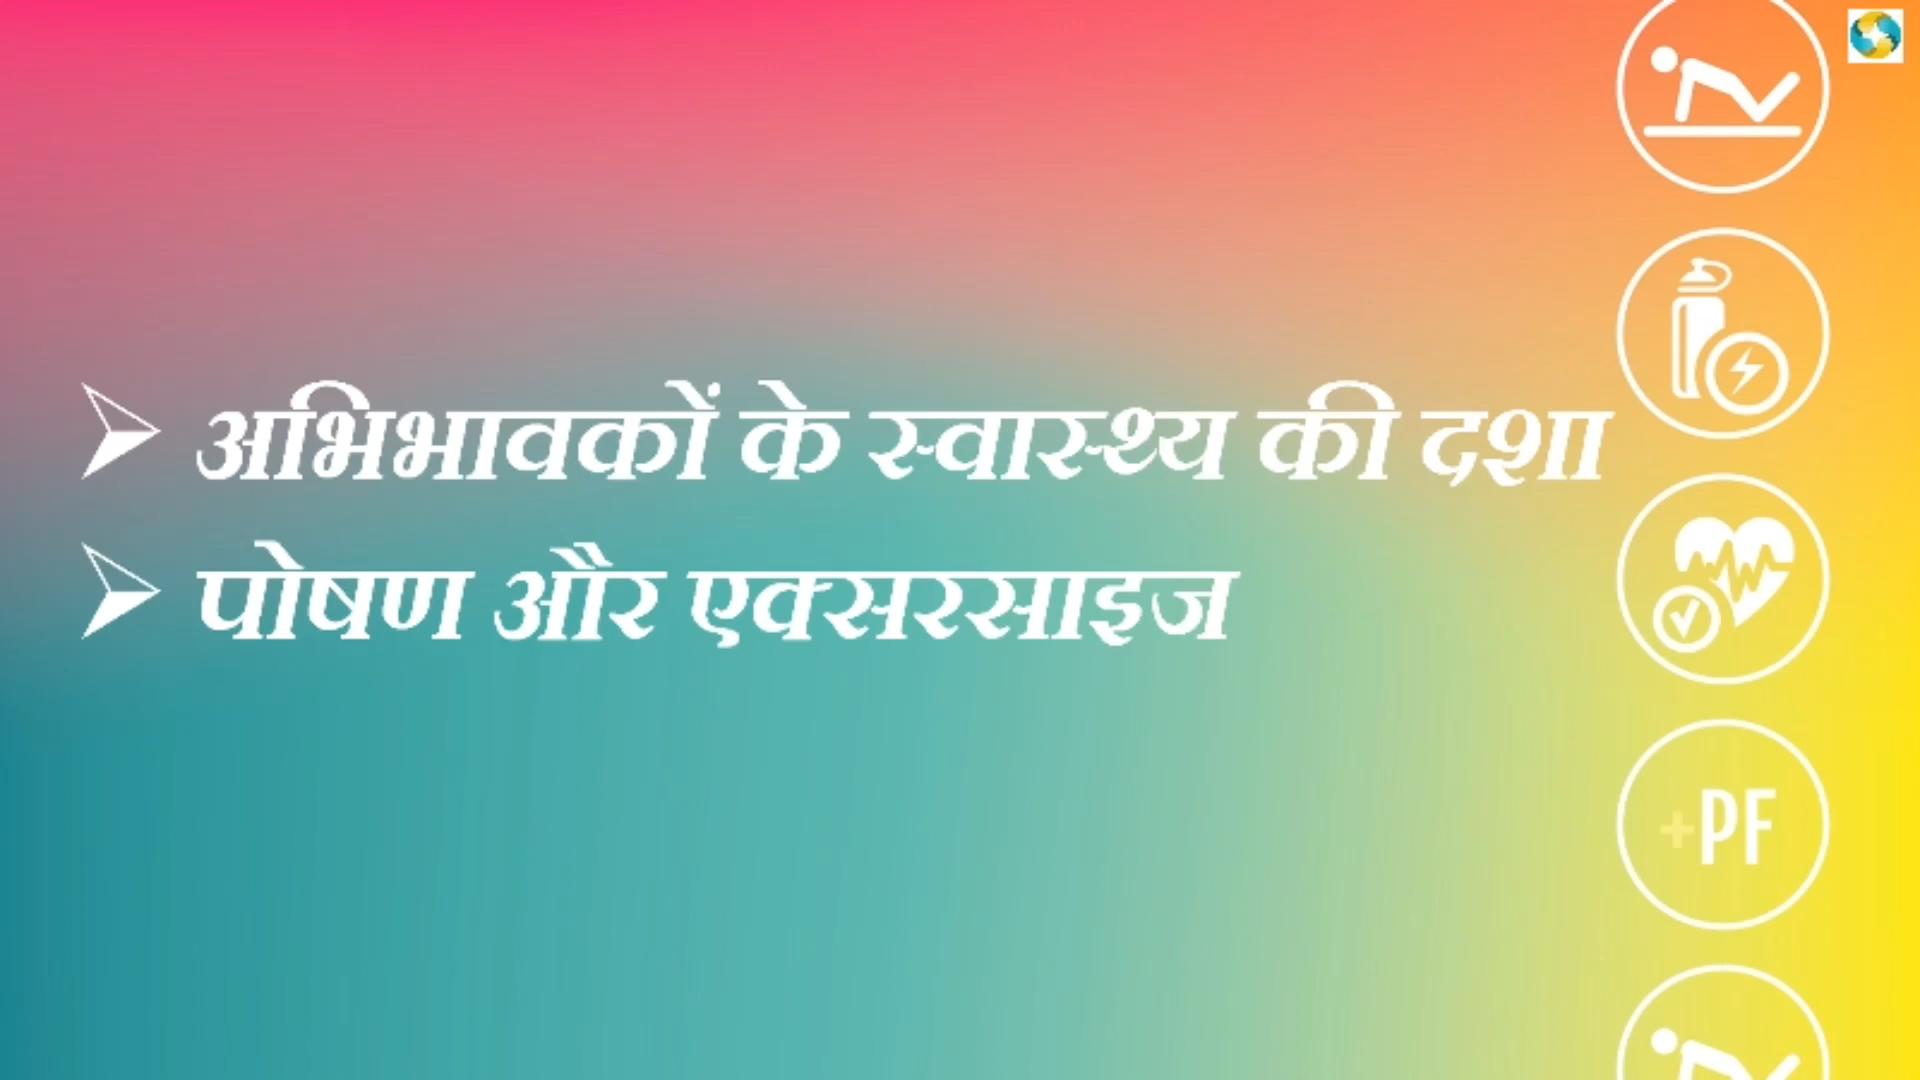 अभिभावकों के स्वास्थ्य की दशा
पोषण और एक्सरसाइज
+PF